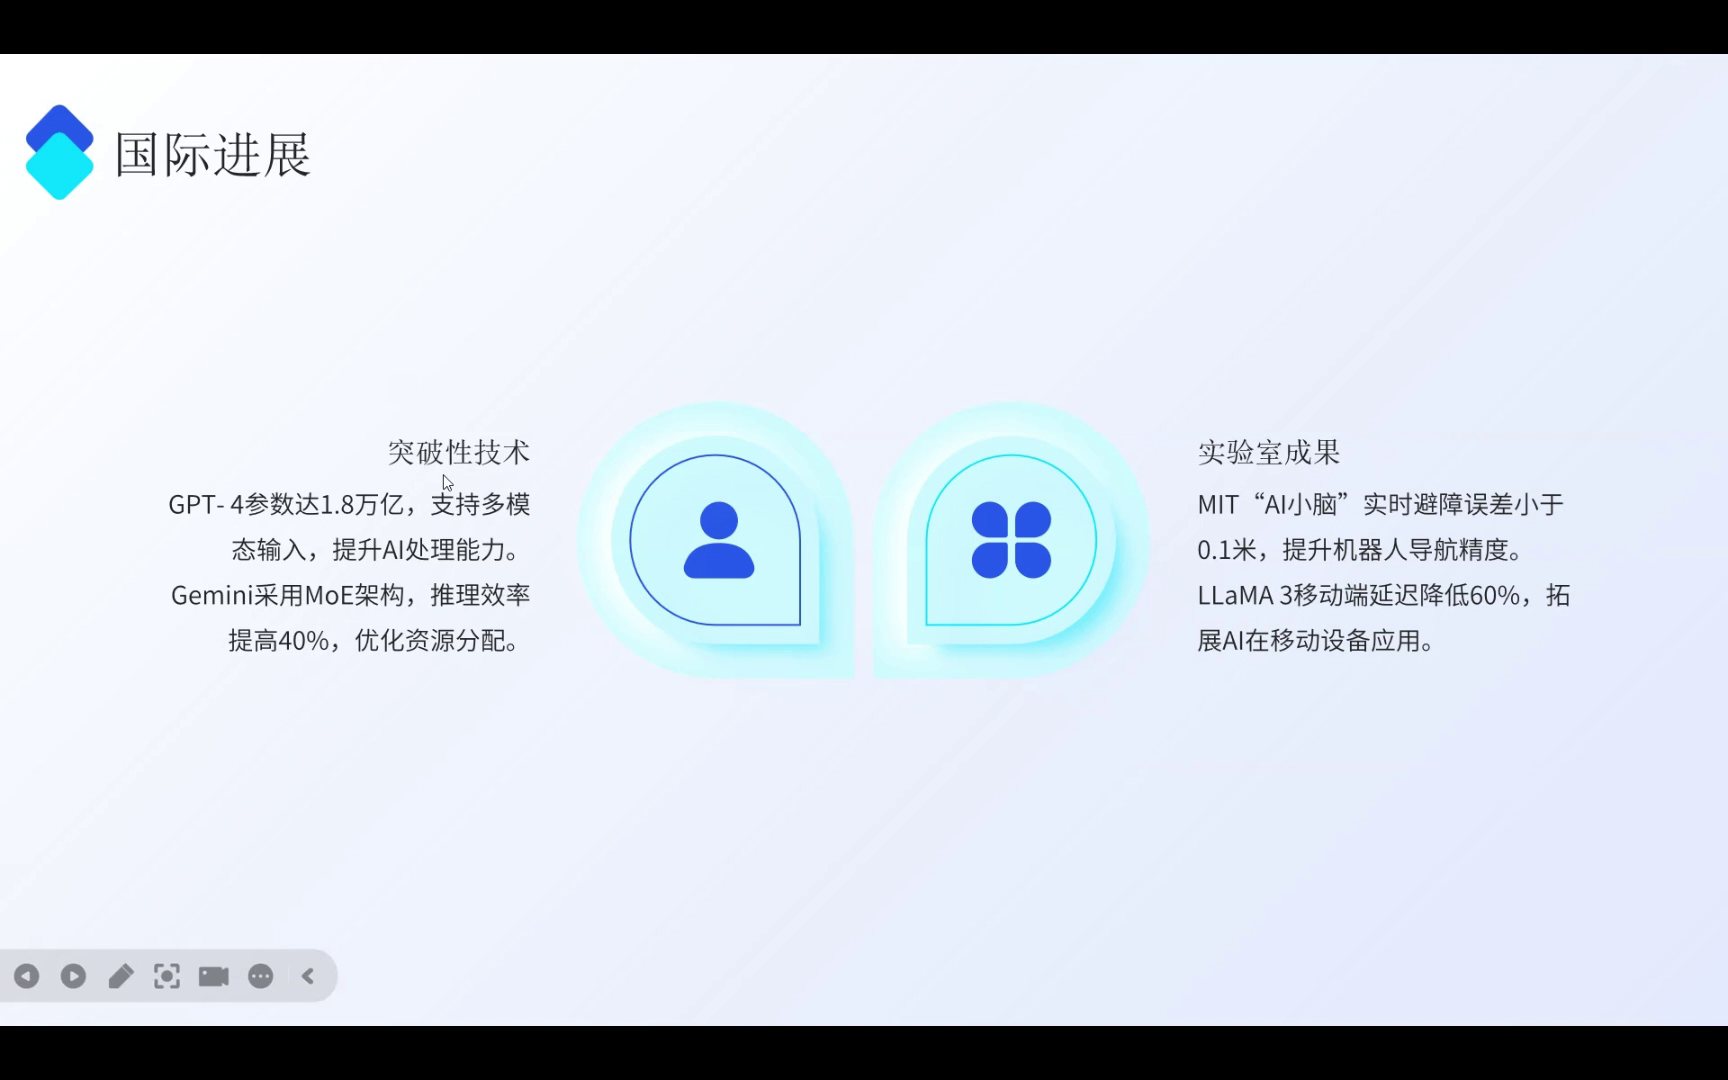 国际进展
突破性技术
GPT- 4参数达1.8万亿，支持多模
态输入，提升AI处理能力。
Gemini采用MoE架构，推理效率
提高40%，优化资源分配。
实验室成果
MIT“AI小脑”实时避障误差小于
0.1米，提升机器人导航精度。
LLaMA 3移动端延迟降低60%，拓
展AI在移动设备应用。